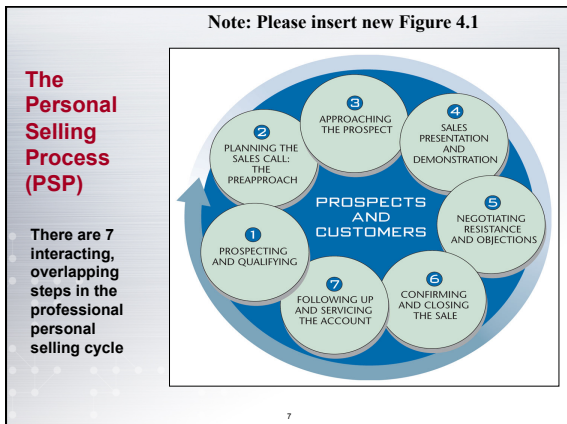 Note: Please insert new Figure 4.1
The
Personal
Selling
Process
(PSP)
There are 7
interacting,
overlapping
steps in the
professional
personal
selling cycle
1
PROSPECTING
AND QUALIFYING
2
PLANNING THE
SALES CALL:
THE
PREAPPROACH
3
APPROACHING
THE PROSPECT
4
SALES
PRESENTATION
AND
DEMONSTRATION
5
NEGOTIATING
RESISTANCE
AND OBJECTIONS
6
CONFIRMING
AND CLOSING
THE SALE
7
FOLLOWING UP
AND SERVICING
THE ACCOUNT
PROSPECTS
AND
CUSTOMERS
7